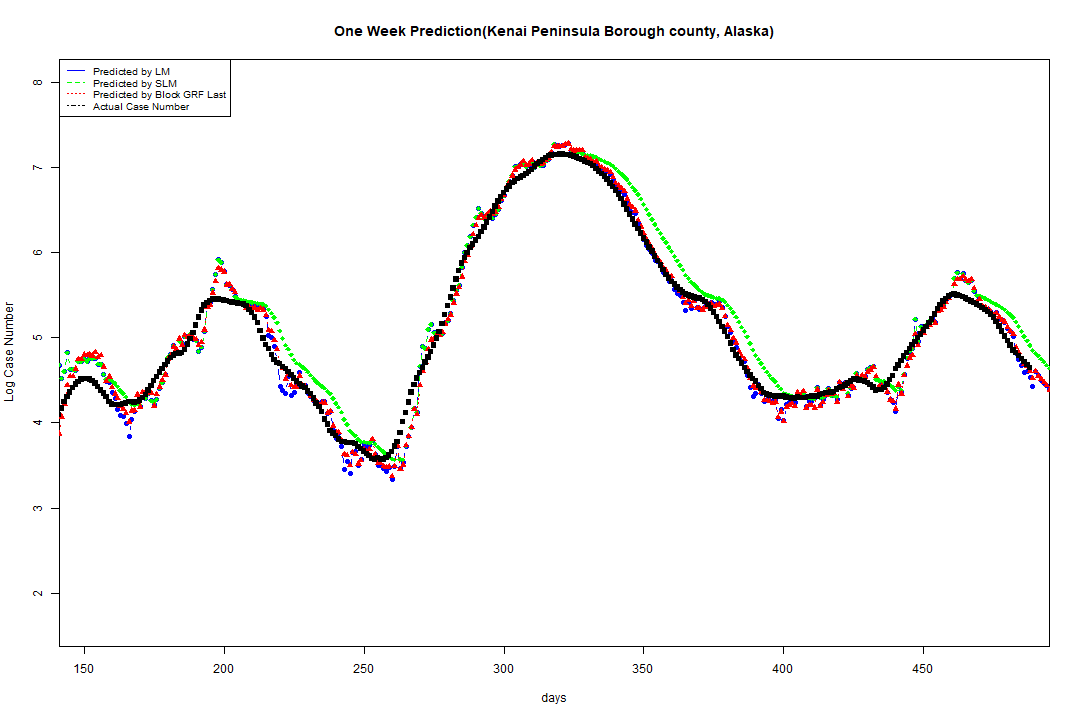 One Week Prediction(Kenai Peninsula Borough county, Alaska)
Predicted by LM
Predicted by SLM
Predicted by Block GRF Last
Actual Case Number
8
7
6
5
4
3
2
Log Case Number
150 200 250 300 350 400 450
days